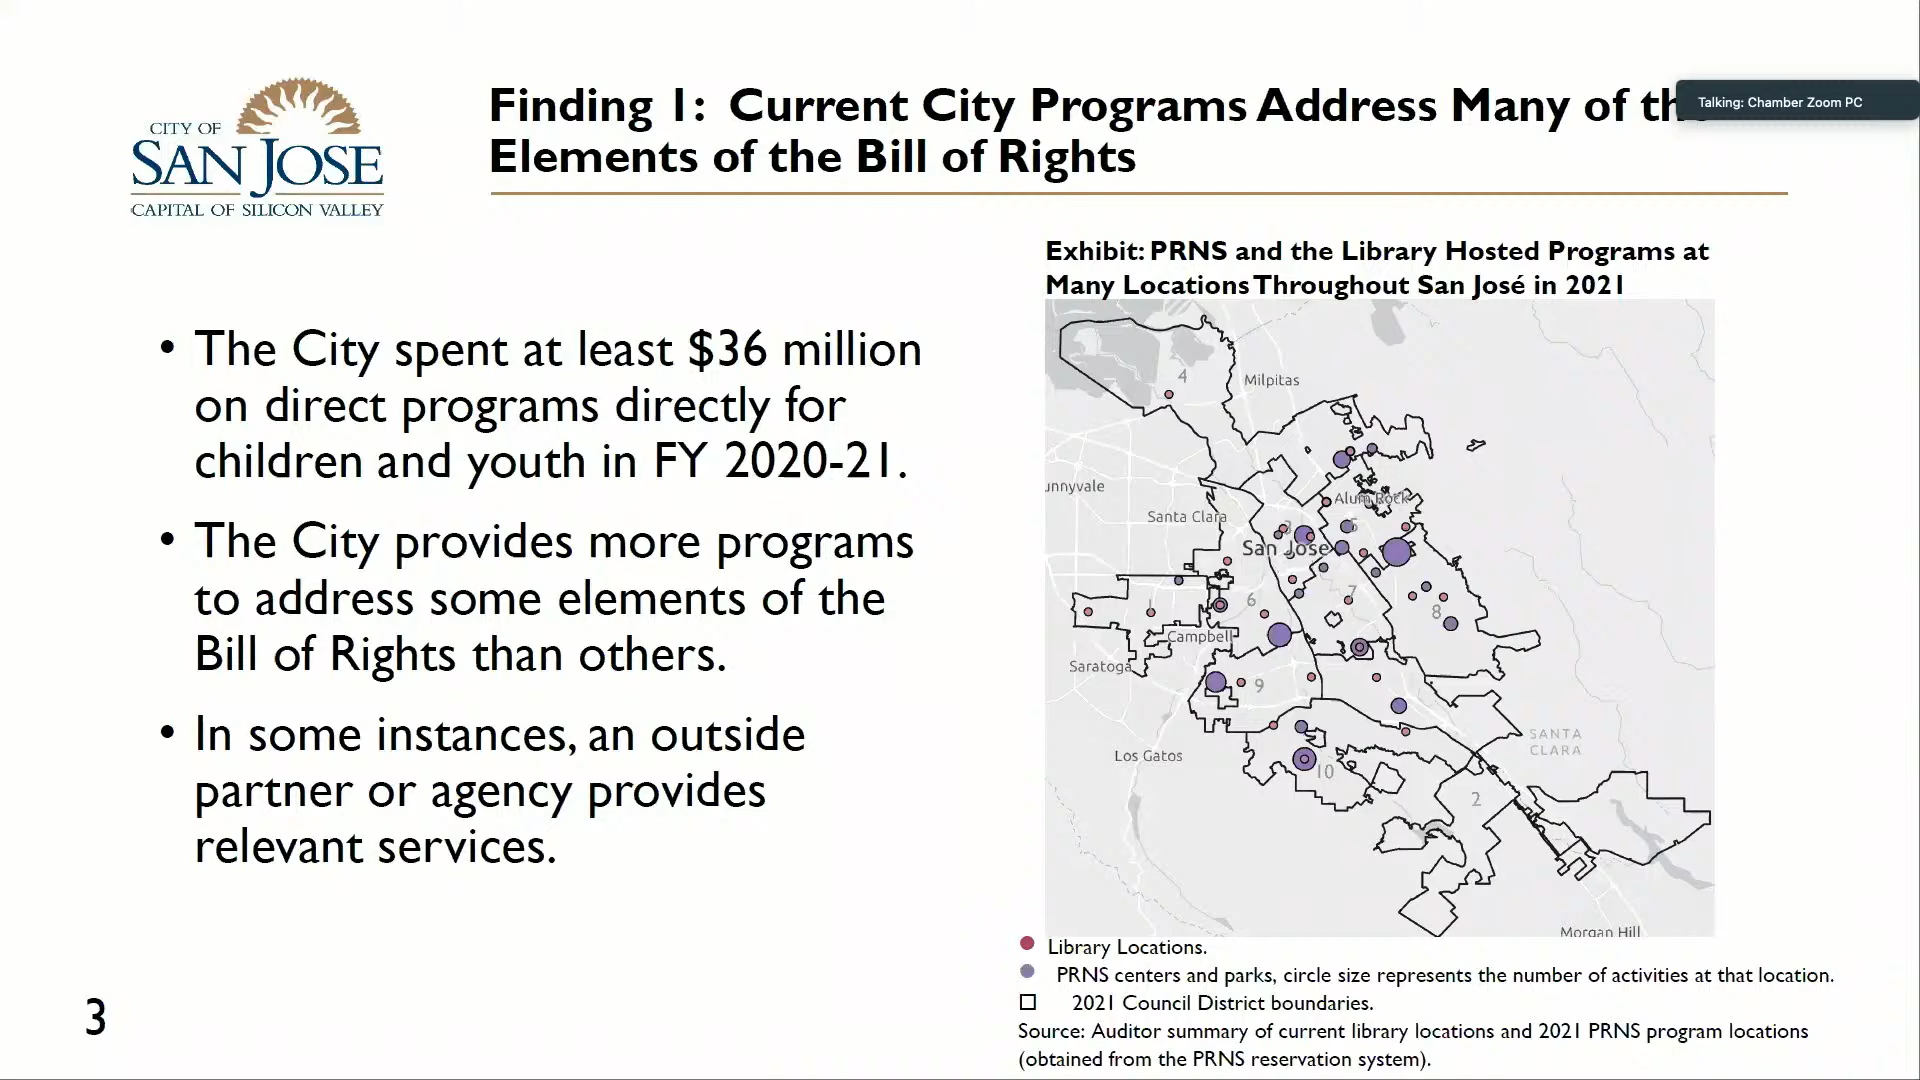 CITY OF
SAN JOSE
CAPITAL OF SILICON VALLEY
Finding 1: Current City Programs Address Many of
Elements of the Bill of Rights
Talking: Chamber Zoom PC
• The City spent at least $36 million
on direct programs directly for
children and youth in FY 2020-21.
• The City provides more programs
to address some elements of the
Bill of Rights than others.
• In some instances, an outside
partner or agency provides
relevant services.
3
Exhibit: PRNS and the Library Hosted Programs at
Many Locations Throughout San José in 2021
4
Milpitas
unnyvale
Alum Rock
Santa Clara
3
5
San Jose
1
6
7
8
Campbell
Saratoga
9
Los Gatos
10
2
SANTA
CLARA
Morgan Hill
Library Locations.
PRNS centers and parks, circle size represents the number of activities at that location.
2021 Council District boundaries.
Source: Auditor summary of current library locations and 2021 PRNS program locations
(obtained from the PRNS reservation system).